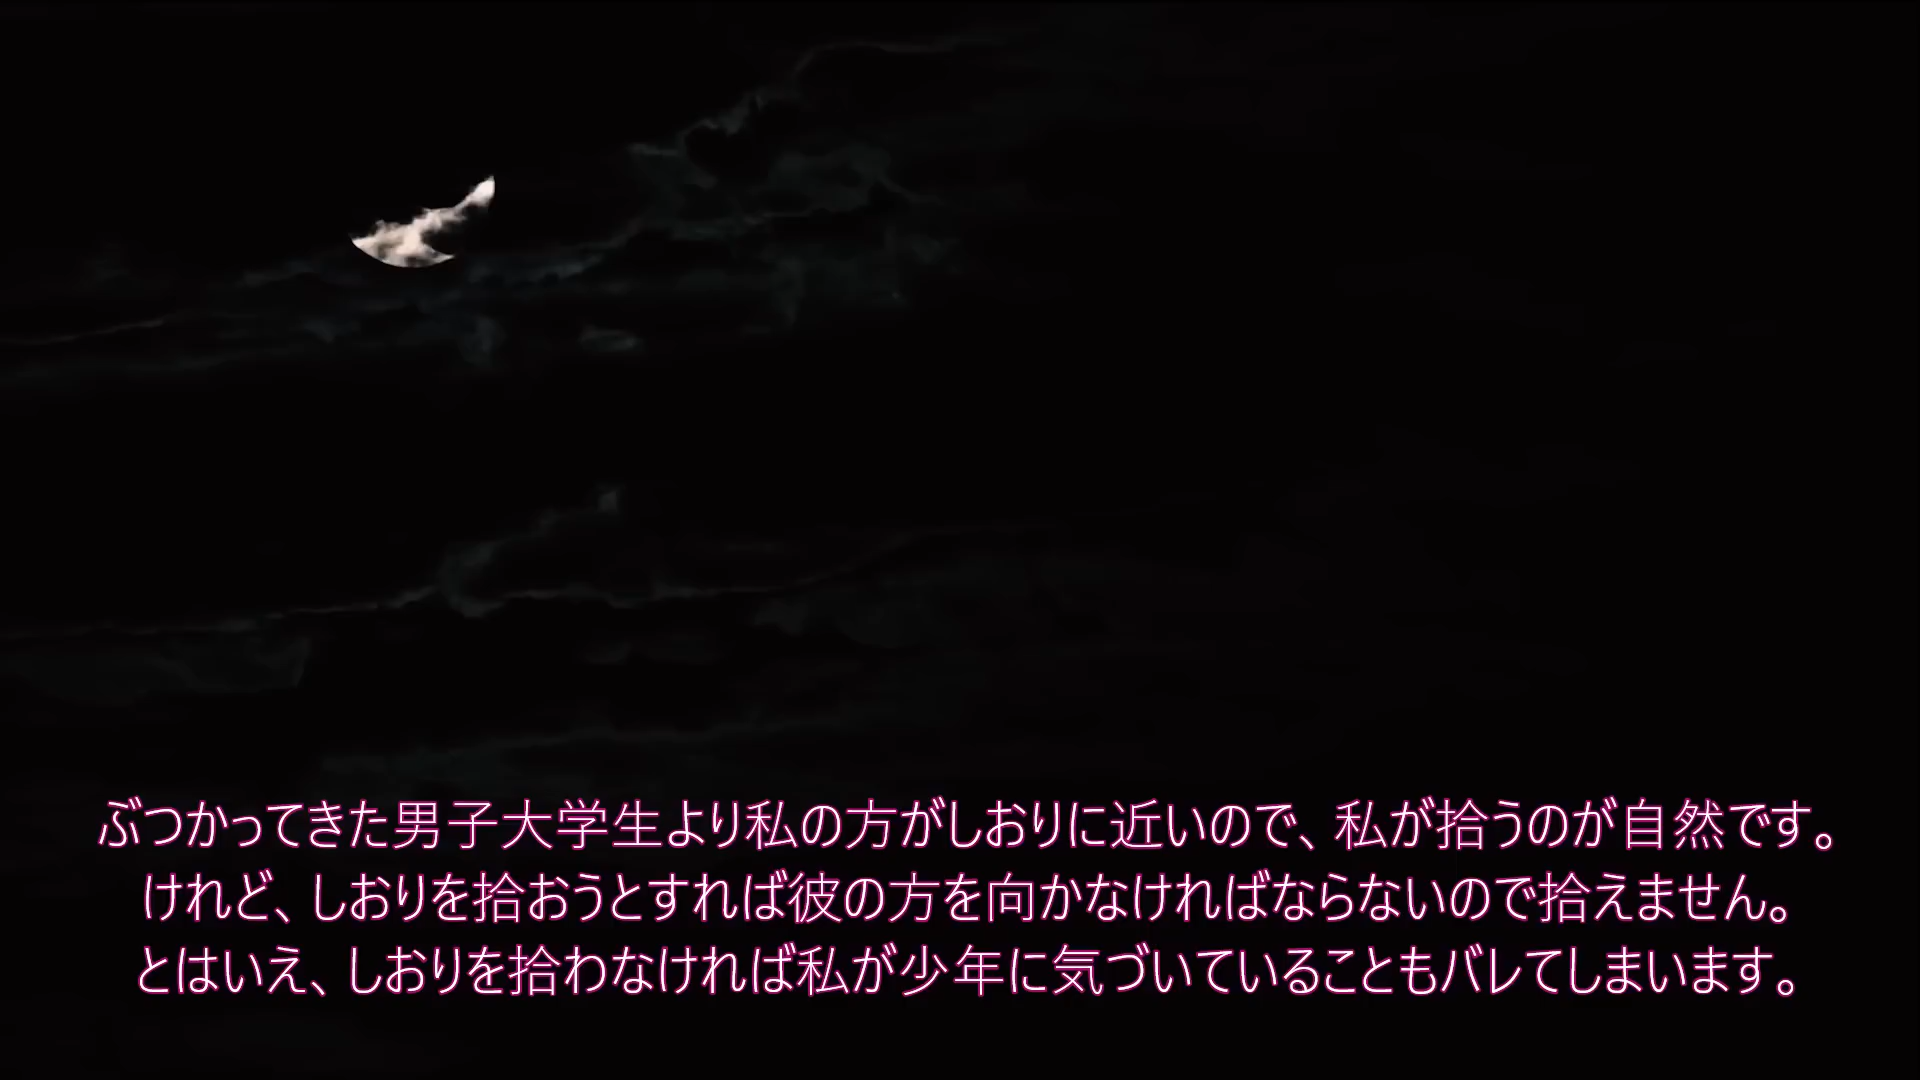 ぶつかってきた男子大学生より私の方がしおりに近いので、私が拾うのが自然です。
けれど、しおりを拾おうとすれば彼の方を向かなければならないので拾えません。
とはいえ、しおりを拾わなければ私が少年に気づいていることもバレてしまいます。